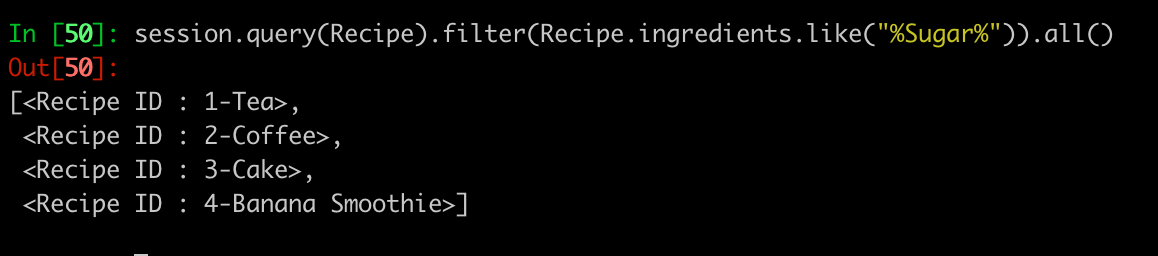 In [50]: session.query(Recipe).filter(Recipe.ingredients.like("%Sugar%")).all()
Out[50]:
[<Recipe ID : 1-Tea>,
 <Recipe ID : 2-Coffee>,
 <Recipe ID : 3-Cake>,
 <Recipe ID : 4-Banana Smoothie>]